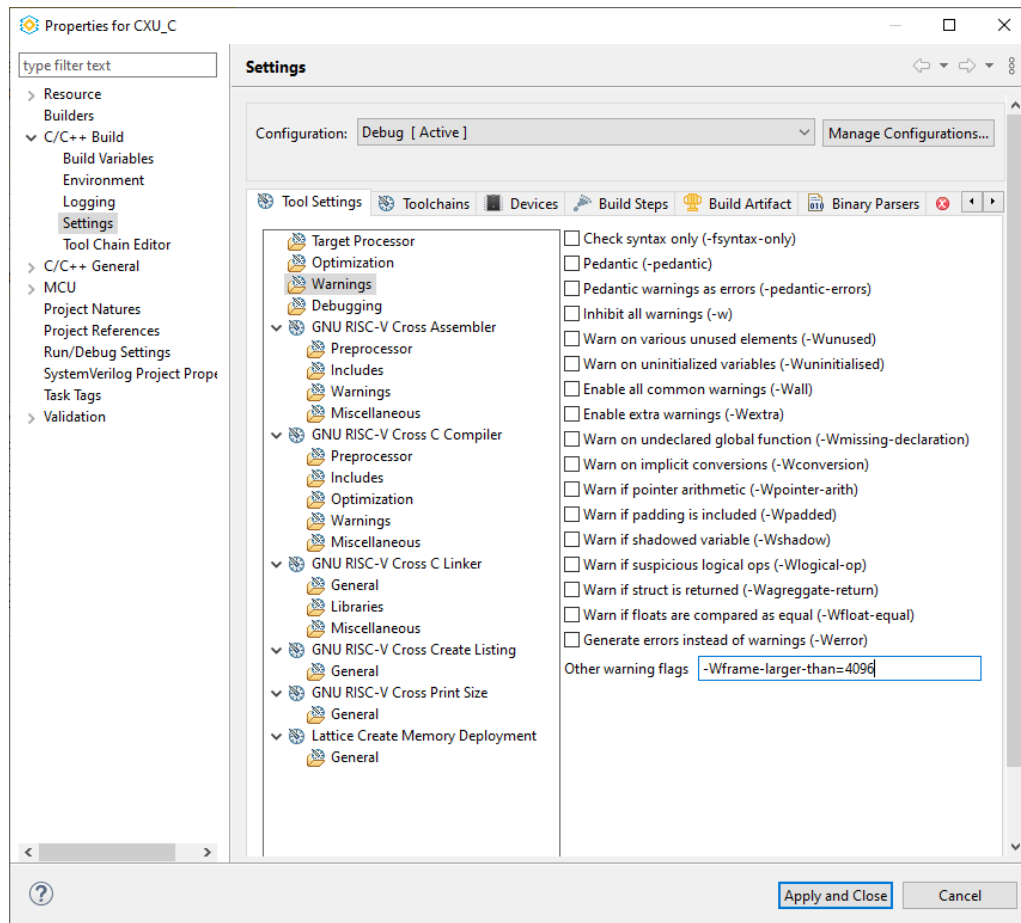 Properties for CXU_C
type filter text
Resource
Builders
C/C++ Build
Build Variables
Environment
Logging
Settings
Tool Chain Editor
C/C++ General
MCU
Project Natures
Project References
Run/Debug Settings
SystemVerilog Project Prope
Task Tags
Validation
Settings
Configuration: Debug [ Active ] Manage Configurations...
Tool Settings Toolchains Devices Build Steps Build Artifact Binary Parsers
Target Processor
Optimization
Warnings
Debugging
GNU RISC-V Cross Assembler
Preprocessor
Includes
Warnings
Miscellaneous
GNU RISC-V Cross C Compiler
Preprocessor
Includes
Optimization
Warnings
Miscellaneous
GNU RISC-V Cross C Linker
General
Libraries
Miscellaneous
GNU RISC-V Cross Create Listing
General
GNU RISC-V Cross Print Size
General
Lattice Create Memory Deployment
General
Check syntax only (-fsyntax-only)
Pedantic (-pedantic)
Pedantic warnings as errors (-pedantic-errors)
Inhibit all warnings (-w)
Warn on various unused elements (-Wunused)
Warn on uninitialized variables (-Wuninitialised)
Enable all common warnings (-Wall)
Enable extra warnings (-Wextra)
Warn on undeclared global function (-Wmissing-declaration)
Warn on implicit conversions (-Wconversion)
Warn if pointer arithmetic (-Wpointer-arith)
Warn if padding is included (-Wpadded)
Warn if shadowed variable (-Wshadow)
Warn if suspicious logical ops (-Wlogical-op)
Warn if struct is returned (-Wagreggate-return)
Warn if floats are compared as equal (-Wfloat-equal)
Generate errors instead of warnings (-Werror)
Other warning flags -Wframe-larger-than=4096
Apply and Close Cancel